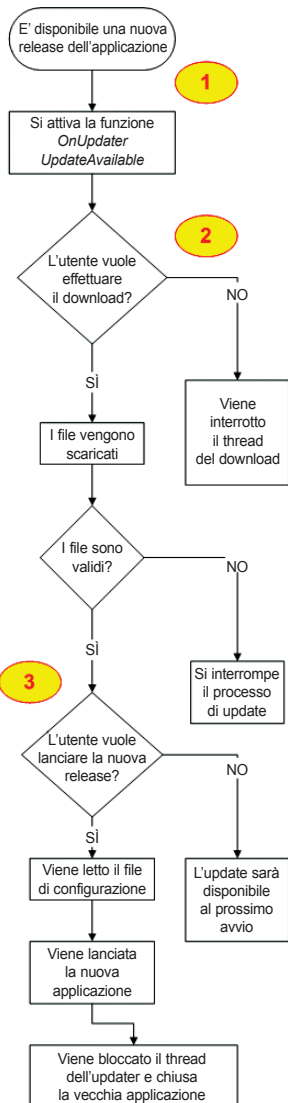 E' disponibile una nuova
release dell'applicazione
1
Si attiva la funzione
OnUpdater
UpdateAvailable
2
L'utente vuole
effettuare
il download?
NO
SÌ
Viene
interrotto
il thread
del download
I file vengono
scaricati
I file sono
validi?
NO
SÌ
Si interrompe
il processo
di update
3
L'utente vuole
lanciare la nuova
release?
NO
SÌ
Viene letto il file
di configurazione
L'update sarà
disponibile
al prossimo
avvio
Viene lanciata
la nuova
applicazione
Viene bloccato il thread
dell'updater e chiusa
la vecchia applicazione